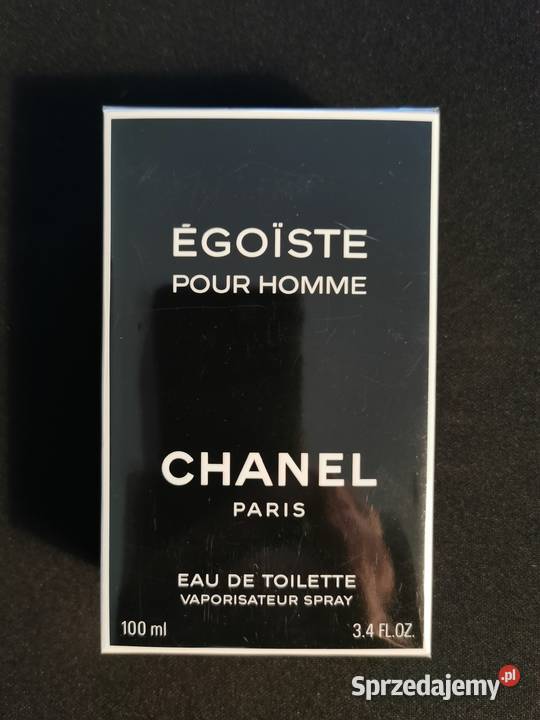 ÉGOÏSTE
POUR HOMME
CHANEL
PARIS
EAU DE TOILETTE
VAPORISATEUR SPRAY
100 ml 3.4 FL.OZ.
Sprzedajemy.pl